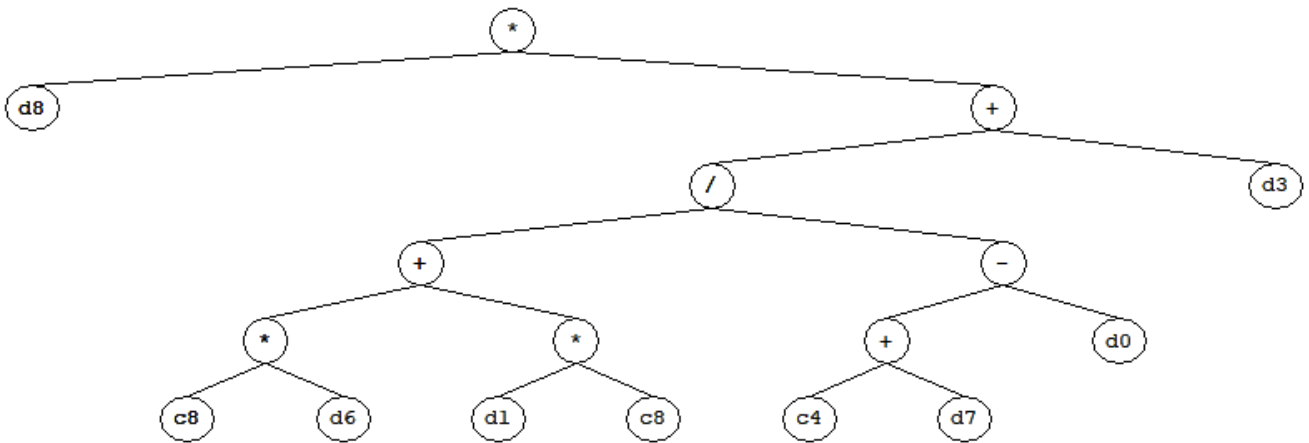 *
d8 +
/ d3
+ -
* * + d0
c8 d6 d1 c8 c4 d7